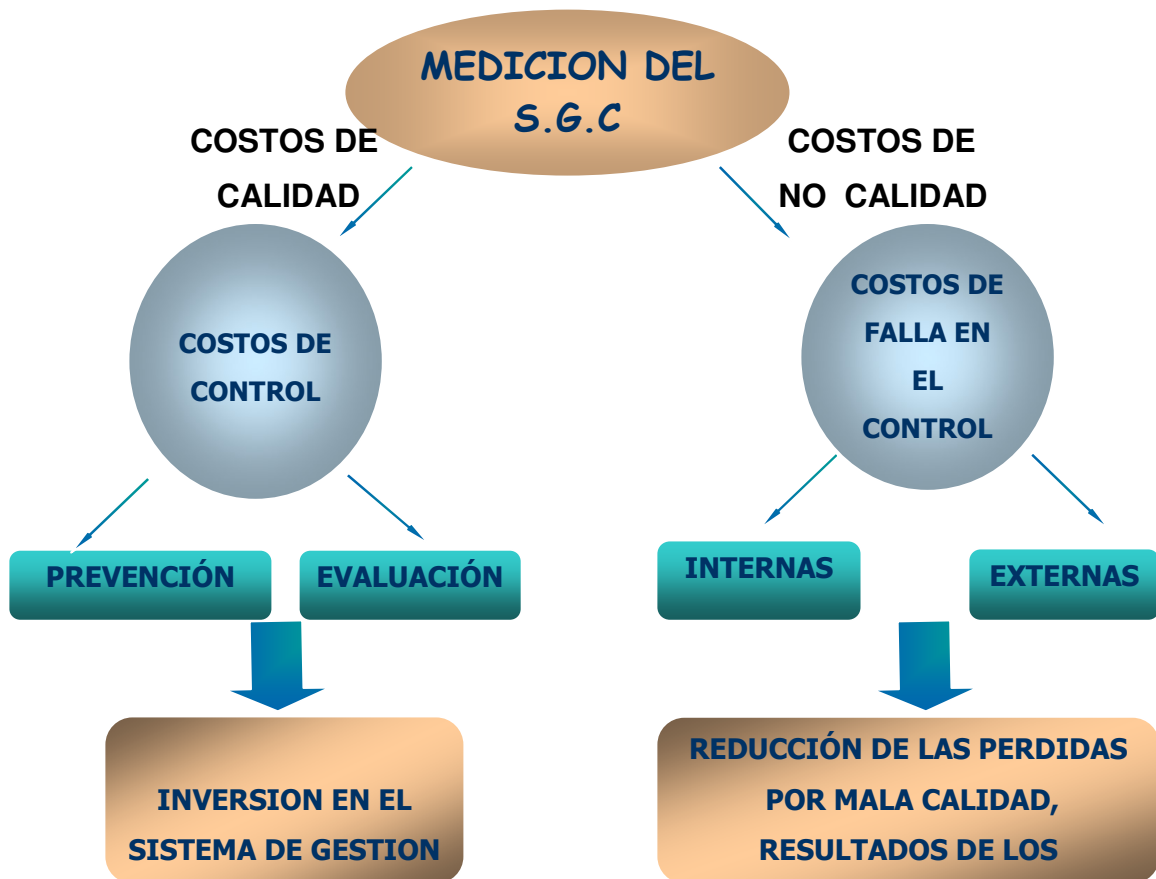 MEDICION DEL
S.G.C
COSTOS DE
CALIDAD
COSTOS DE
NO CALIDAD
COSTOS DE
CONTROL
COSTOS DE
FALLA EN
EL
CONTROL
PREVENCIÓN
EVALUACIÓN
INTERNAS
EXTERNAS
INVERSION EN EL
SISTEMA DE GESTION
REDUCCIÓN DE LAS PERDIDAS
POR MALA CALIDAD,
RESULTADOS DE LOS